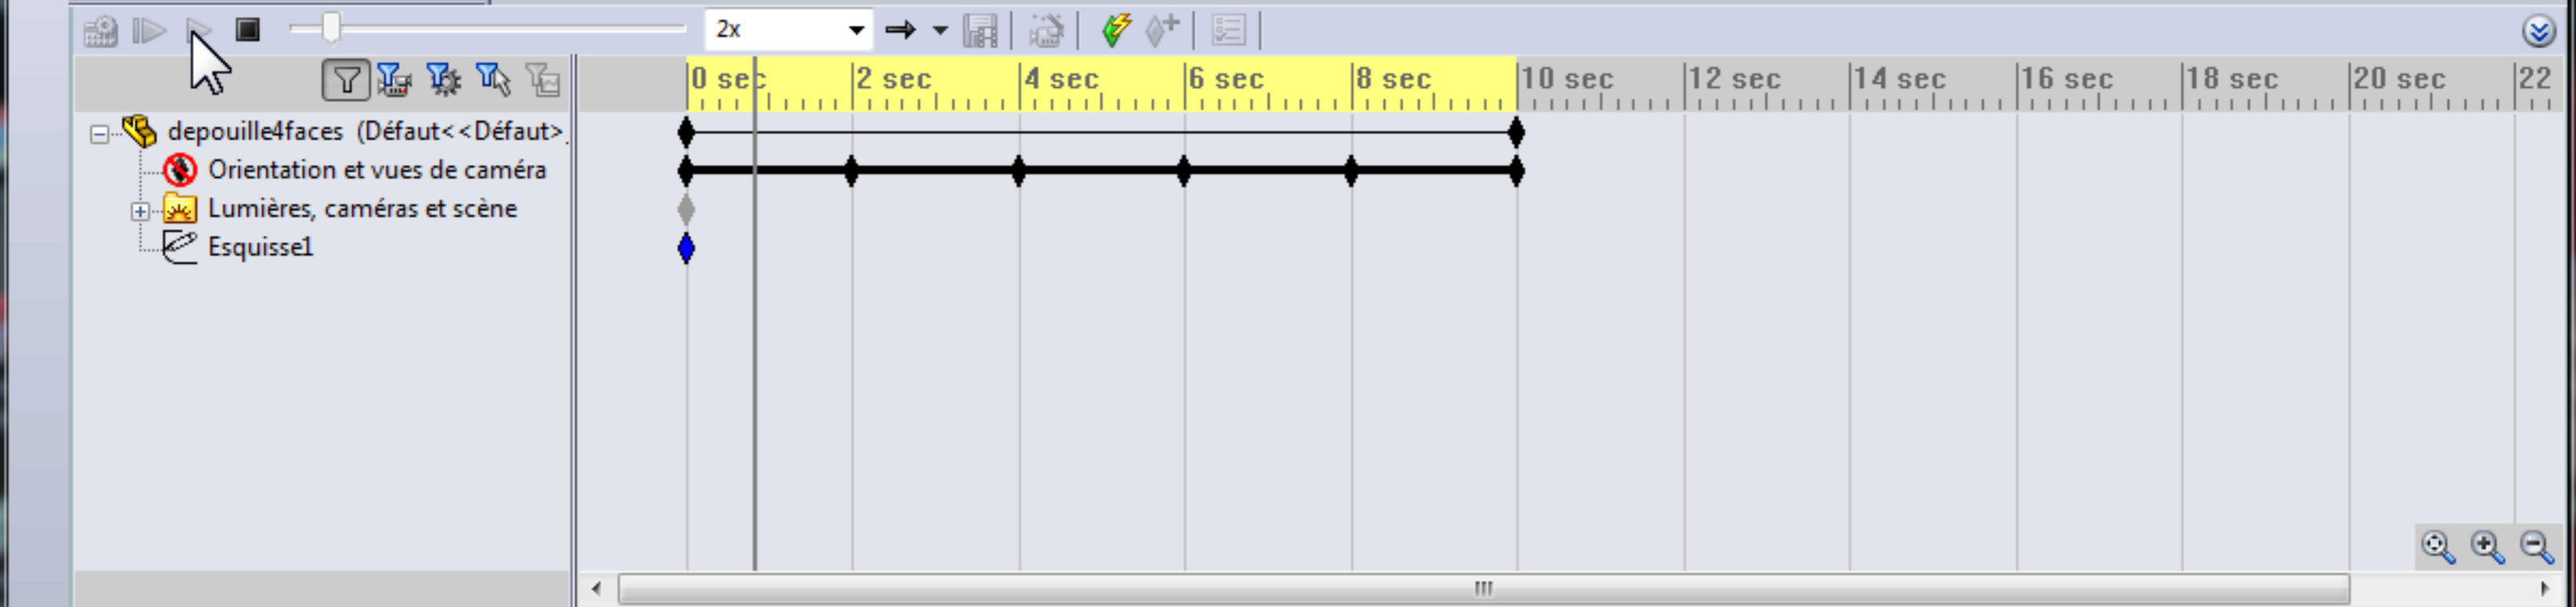 2x
0 sec 2 sec 4 sec 6 sec 8 sec 10 sec 12 sec 14 sec 16 sec 18 sec 20 sec 22
depouille4faces (Défaut<<Défaut>.
Orientation et vues de caméra
Lumières, caméras et scène
Esquisse1